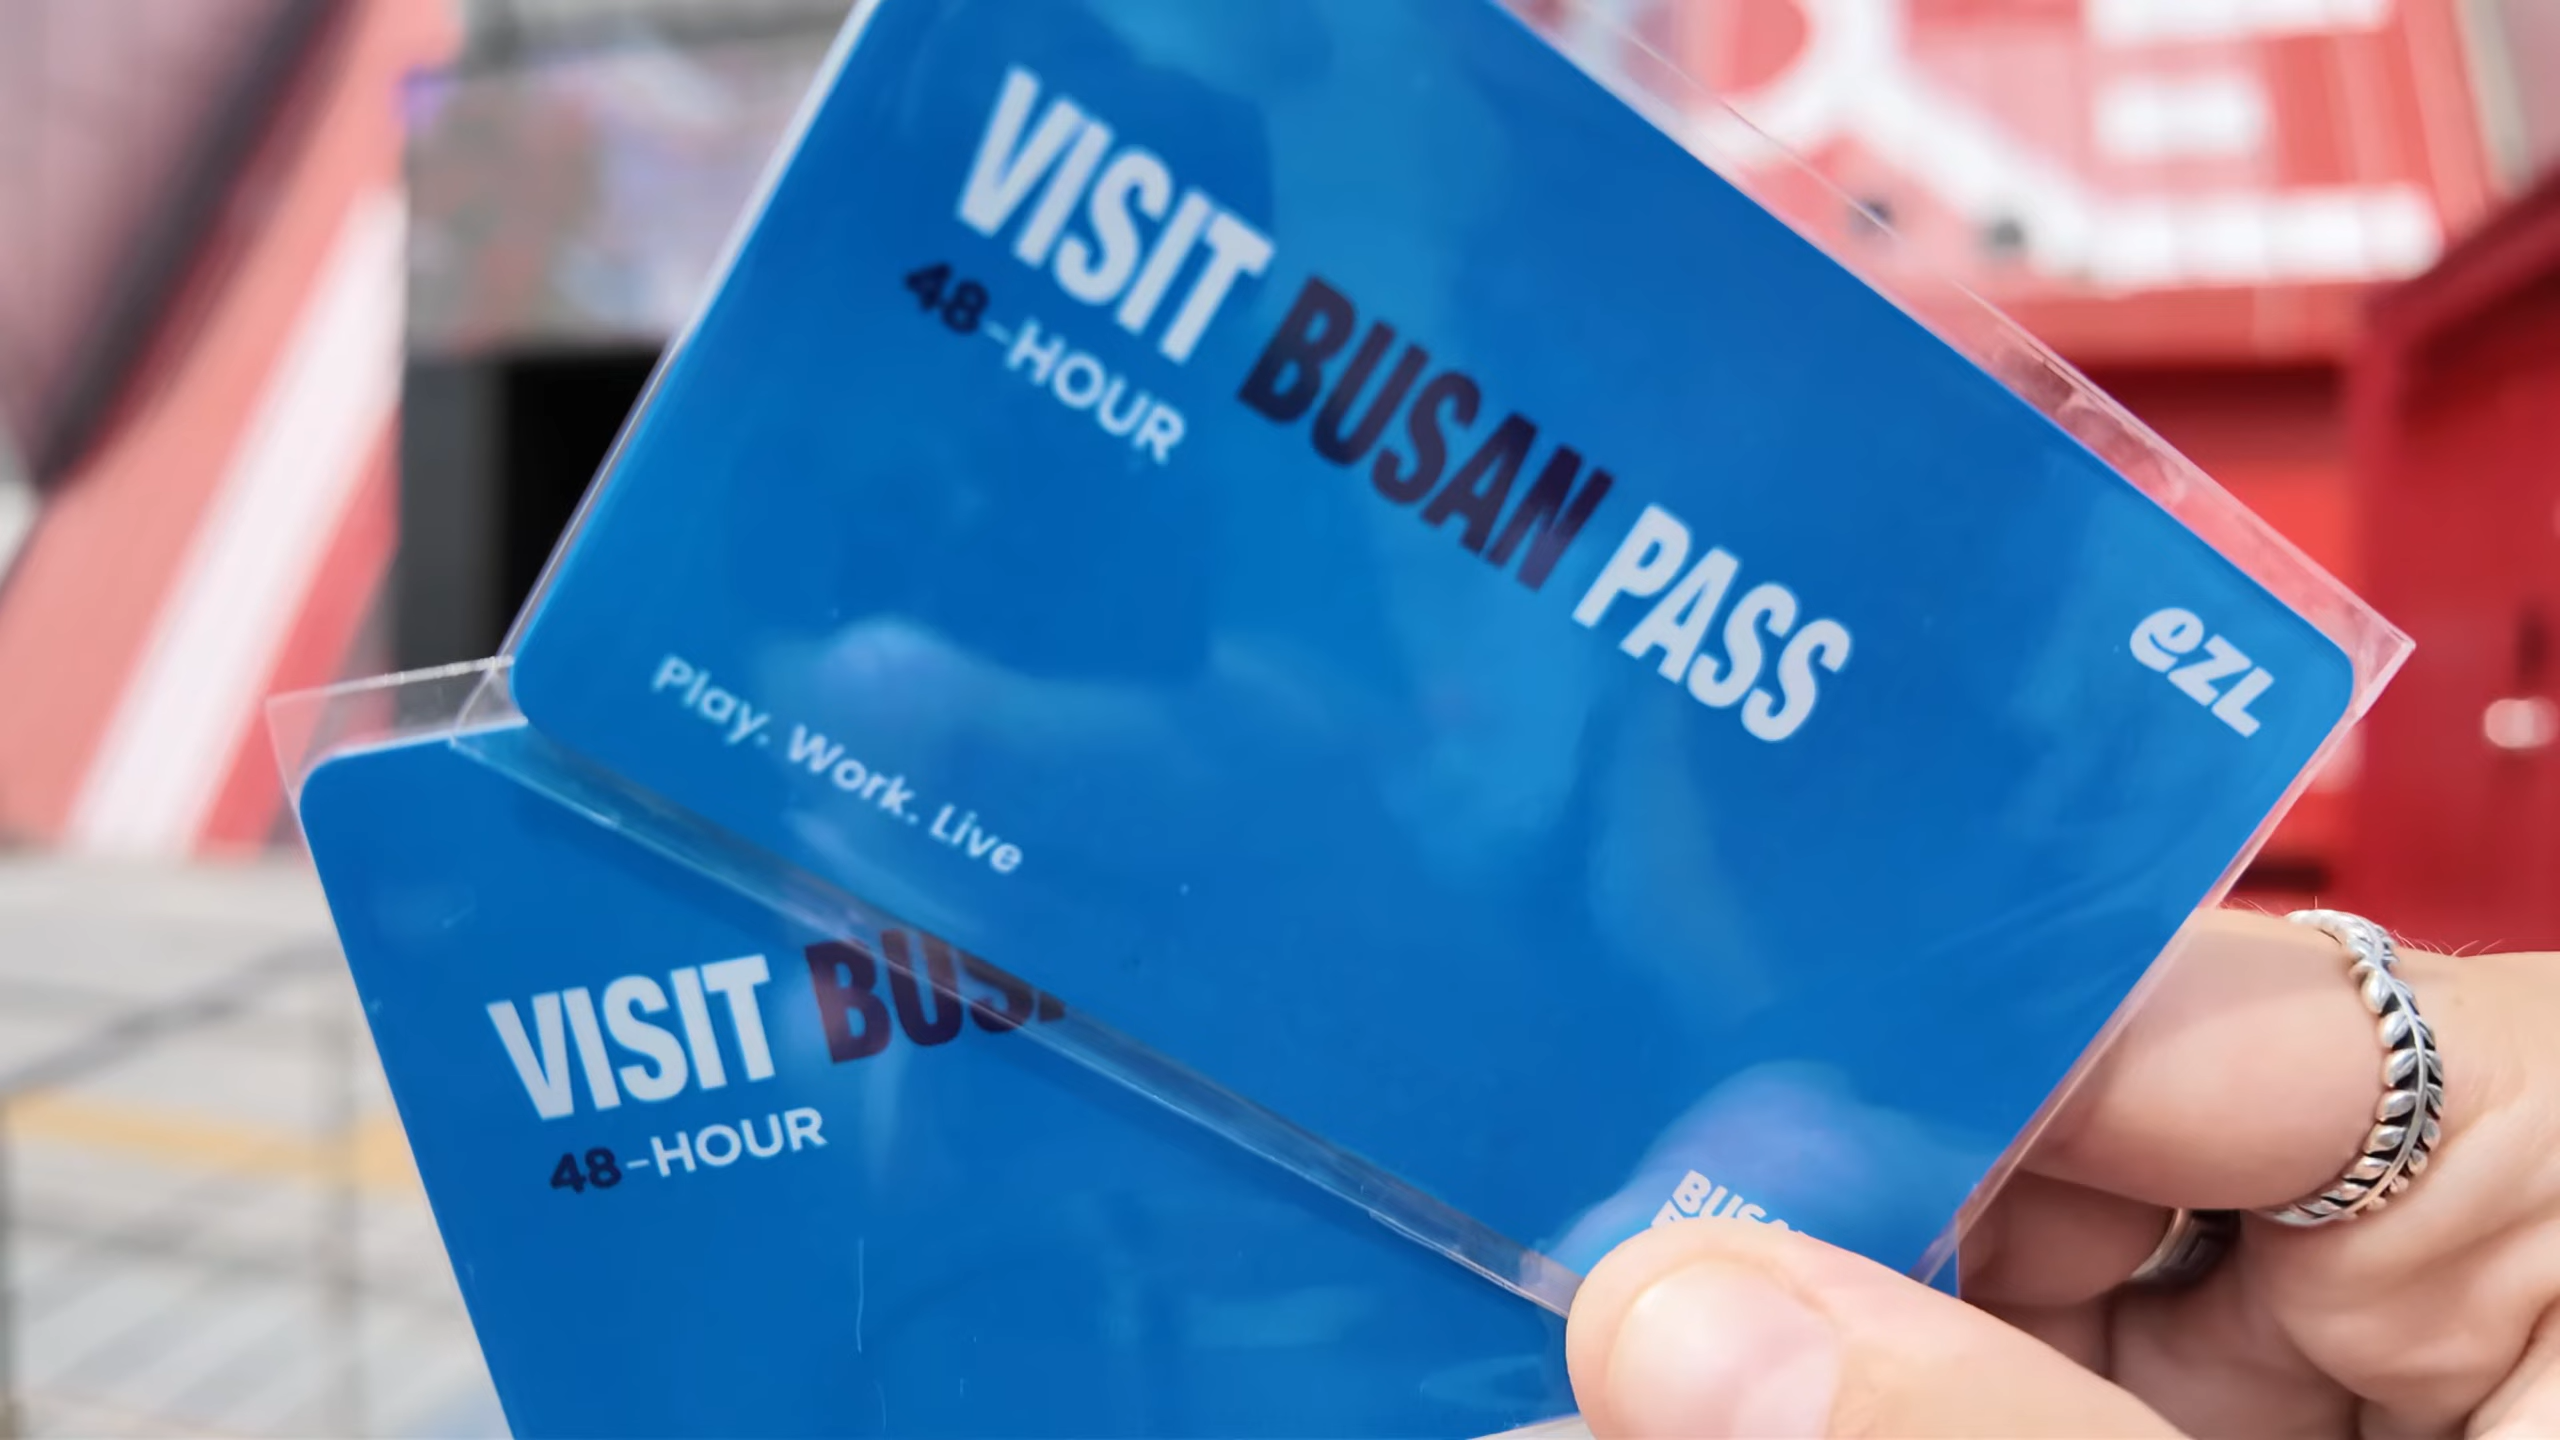 VISIT BUSAN PASS
48-HOUR
ezL
Play. Work. Live
VISIT
48-HOUR